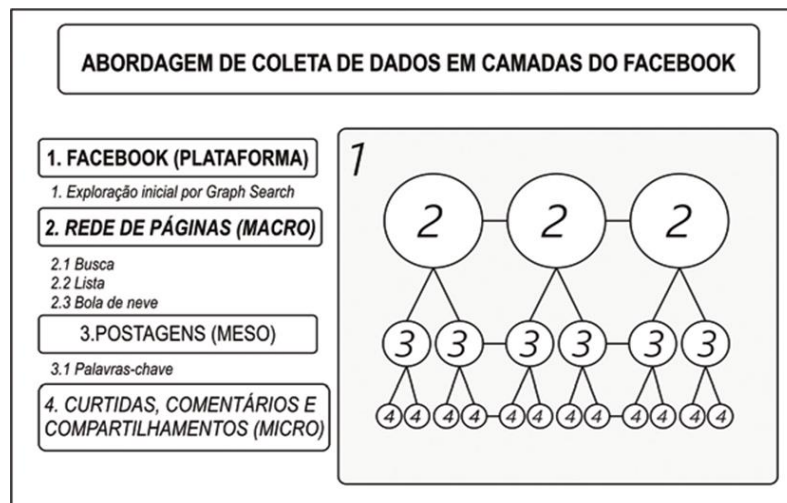 ABORDAGEM DE COLETA DE DADOS EM CAMADAS DO FACEBOOK
1. FACEBOOK (PLATAFORMA)
1. Exploração inicial por Graph Search
2. REDE DE PÁGINAS (MACRO)
2.1 Busca
2.2 Lista
2.3 Bola de neve
3.POSTAGENS (MESO)
3.1 Palavras-chave
4. CURTIDAS, COMENTÁRIOS E
COMPARTILHAMENTOS (MICRO)
1
2 2 2
3 3 3 3 3 3
4 4 4 4 4 4 4 4 4 4 4 4